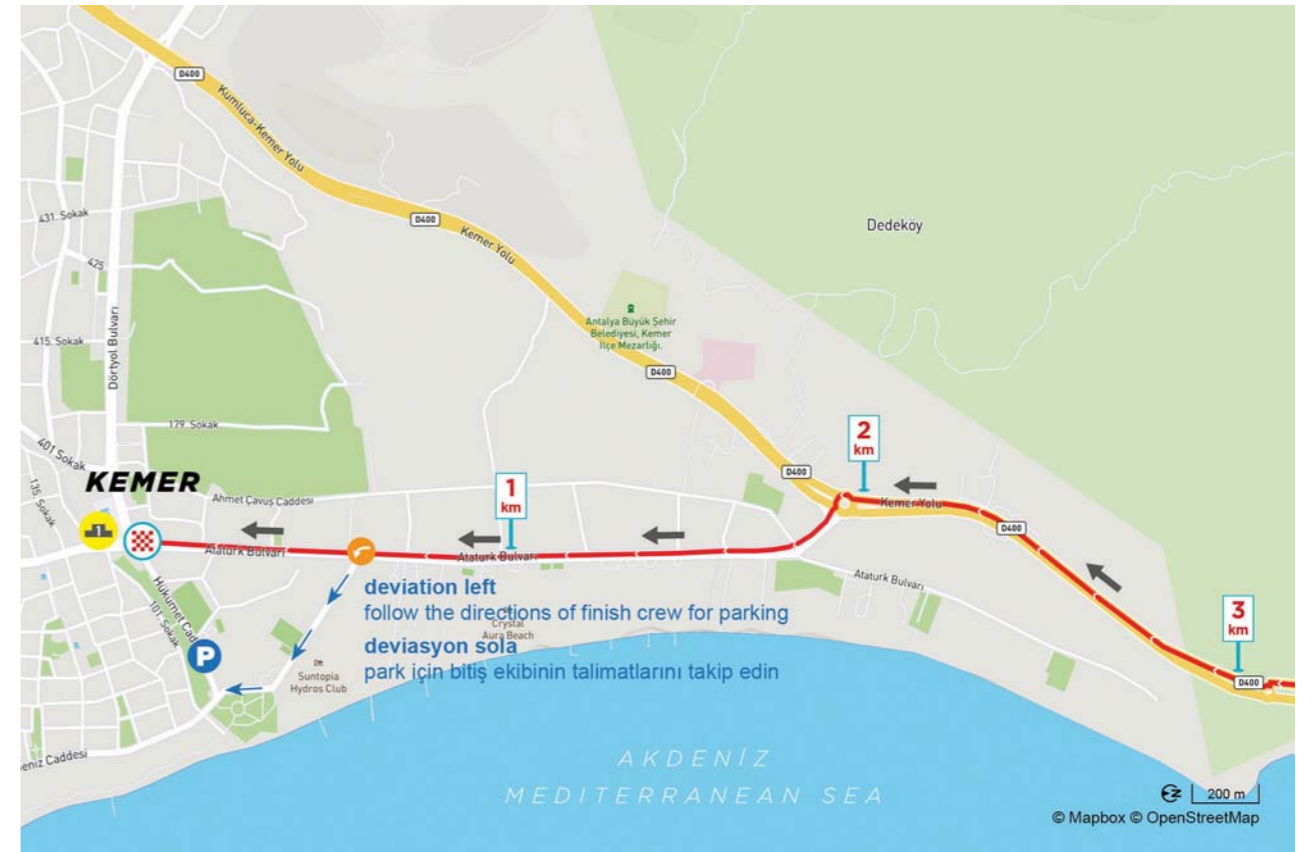 D400
Kumluca-Kemer Yolu
431. Sokak
D400
Kemer Yolu
Dedeköy
425
Antalya Büyük Şehir
Belediyesi, Kemer
İlçe Mezarlığı.
415. Sokak
Dörtyol Bulvarı
D400
179. Sokak
2
km
401 Sokak
D400
KEMER
135. Sokak
Ahmet Çavuş Caddesi
1
km
Kemer Yolu
D400
1
Ataturk Bulvarı
Ataturk Bulvarı
Ataturk Bulvarı
deviation left
follow the directions of finish crew for parking
Crystal
Aura Beach
deviasyon sola
park için bitiş ekibinin talimatlarını takip edin
3
km
Hükümet Cad
101. Sokak
P
Suntopia
Hydros Club
D400
eniz Caddesi
AKDENİZ
MEDITERRANEAN SEA
Z
200 m
© Mapbox © OpenStreetMap